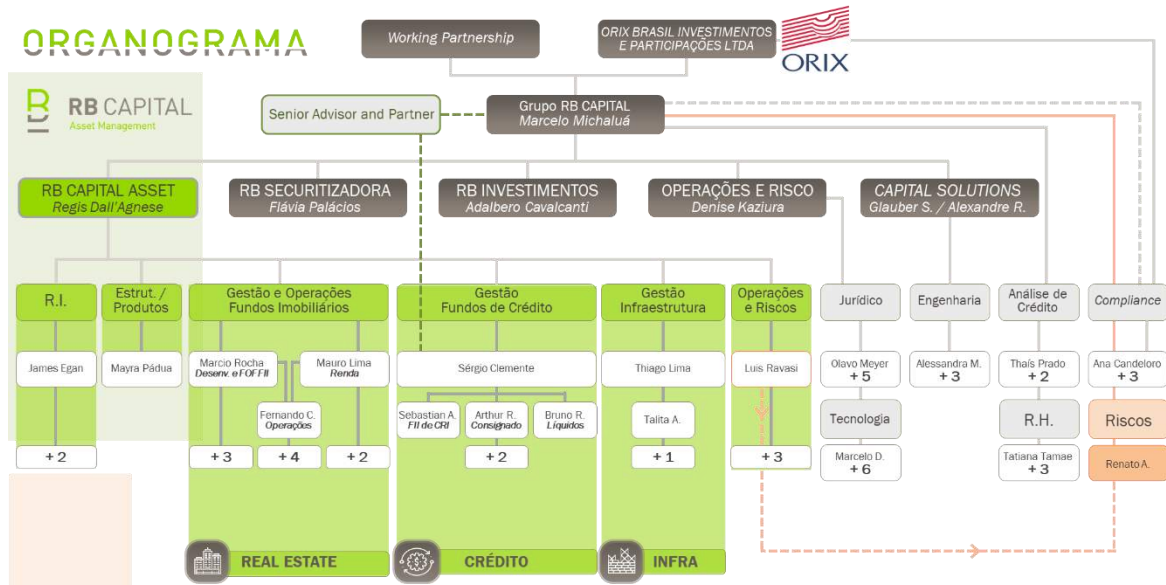 ORGANOGRAMA
Working Partnership
ORIX BRASIL INVESTIMENTOS
E PARTICIPAÇÕES LTDA
ORIX
RB CAPITAL
Asset Management
Senior Advisor and Partner
Grupo RB CAPITAL
Marcelo Michaluá
RB CAPITAL ASSET
Regis Dall'Agnese
RB SECURITIZADORA
Flávia Palácios
RB INVESTIMENTOS
Adalbero Cavalcanti
OPERAÇÕES E RISCO
Denise Kaziura
CAPITAL SOLUTIONS
Glauber S. / Alexandre R.
R.I.
Estrut. /
Produtos
Gestão e Operações
Fundos Imobiliários
Gestão
Fundos de Crédito
Gestão
Infraestrutura
Operações
e Riscos
Jurídico
Engenharia
Análise de
Crédito
Compliance
James Egan
Mayra Pádua
Marcio Rocha
Desenv. e FOF FII
Mauro Lima
Renda
Sérgio Clemente
Thiago Lima
Luis Ravasi
Olavo Meyer
+ 5
Alessandra M.
+ 3
Thaís Prado
+ 2
Ana Candeloro
+ 3
Fernando C.
Operações
Sebastian A.
FII de CRI
Arthur R.
Consignado
Bruno R.
Líquidos
Talita A.
Tecnologia
R.H.
Riscos
+ 2
+ 3
+ 4
+ 2
+ 2
+ 1
+ 3
Marcelo D.
+ 6
Tatiana Tamae
+ 3
Renato A.
REAL ESTATE
CRÉDITO
INFRA